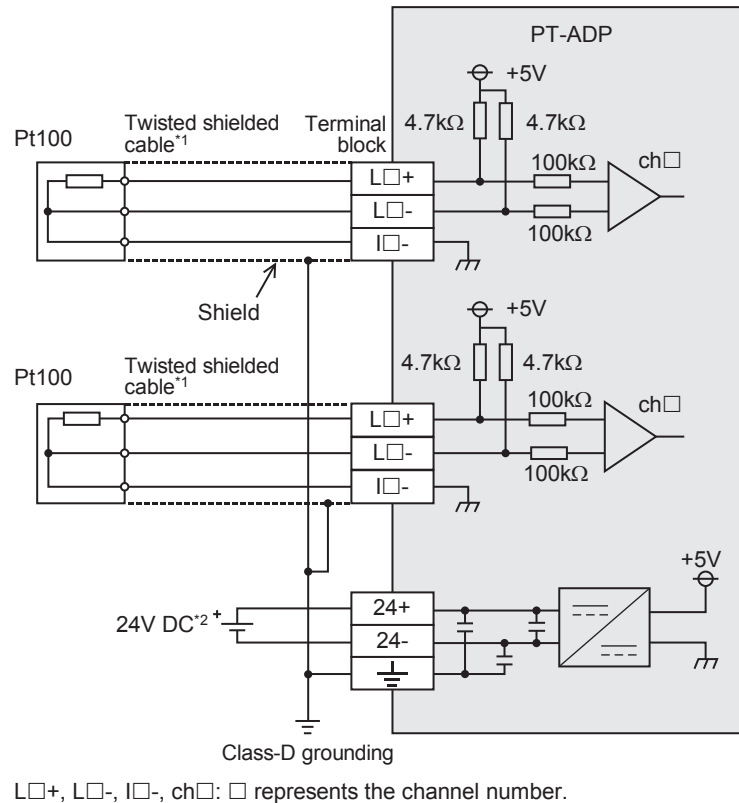 PT-ADP
+5V
Pt100
Twisted shielded
cable*1
Terminal
block
4.7kΩ
4.7kΩ
100kΩ
ch□
L□+
L□-
I□-
100kΩ
Shield
+5V
Pt100
Twisted shielded
cable*1
4.7kΩ
4.7kΩ
100kΩ
ch□
L□+
L□-
I□-
100kΩ
+5V
24V DC*2
+
24+
24-
Class-D grounding
L□+, L□-, I□-, ch□: □ represents the channel number.